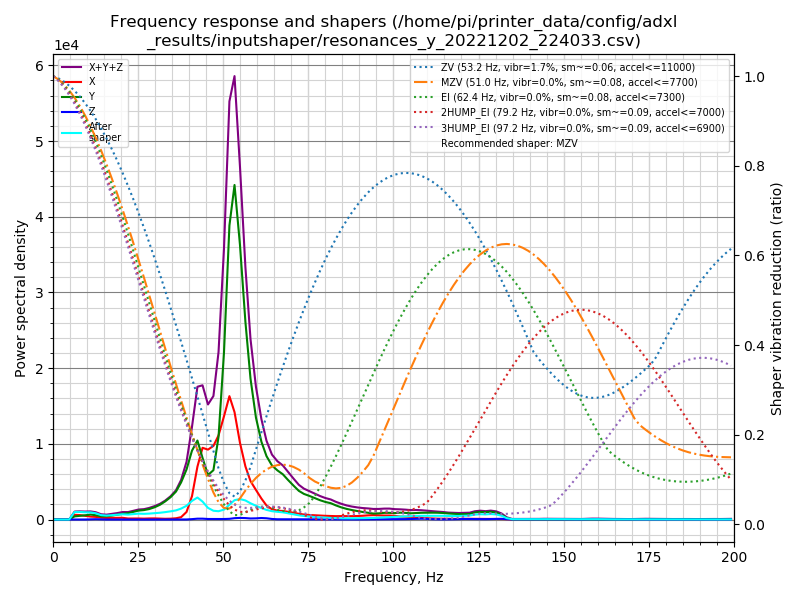 Frequency response and shapers (/home/pi/printer_data/config/adxl
_results/inputshaper/resonances_y_20221202_224033.csv)
1e4
X+Y+Z
X
Y
Z
After
shaper
ZV (53.2 Hz, vibr=1.7%, sm~=0.06, accel<=11000)
MZV (51.0 Hz, vibr=0.0%, sm~=0.08, accel<=7700)
EI (62.4 Hz, vibr=0.0%, sm~=0.08, accel<=7300)
2HUMP_EI (79.2 Hz, vibr=0.0%, sm~=0.09, accel<=7000)
3HUMP_EI (97.2 Hz, vibr=0.0%, sm~=0.09, accel<=6900)
Recommended shaper: MZV
Power spectral density
6
5
4
3
2
1
0
1.0
0.8
0.6
0.4
0.2
0.0
Shaper vibration reduction (ratio)
0 25 50 75 100 125 150 175 200
Frequency, Hz